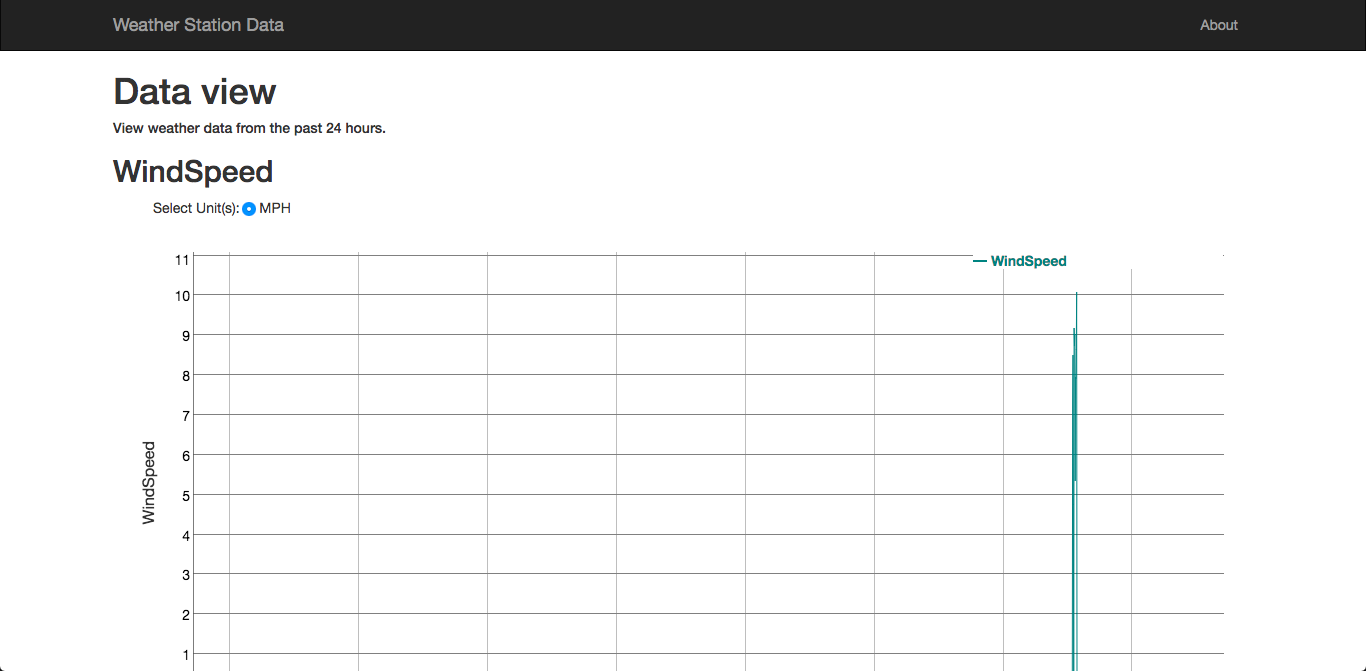 Weather Station Data About
Data view
View weather data from the past 24 hours.
WindSpeed
Select Unit(s): MPH
WindSpeed
11
10
9
8
7
6
5
4
3
2
1
WindSpeed